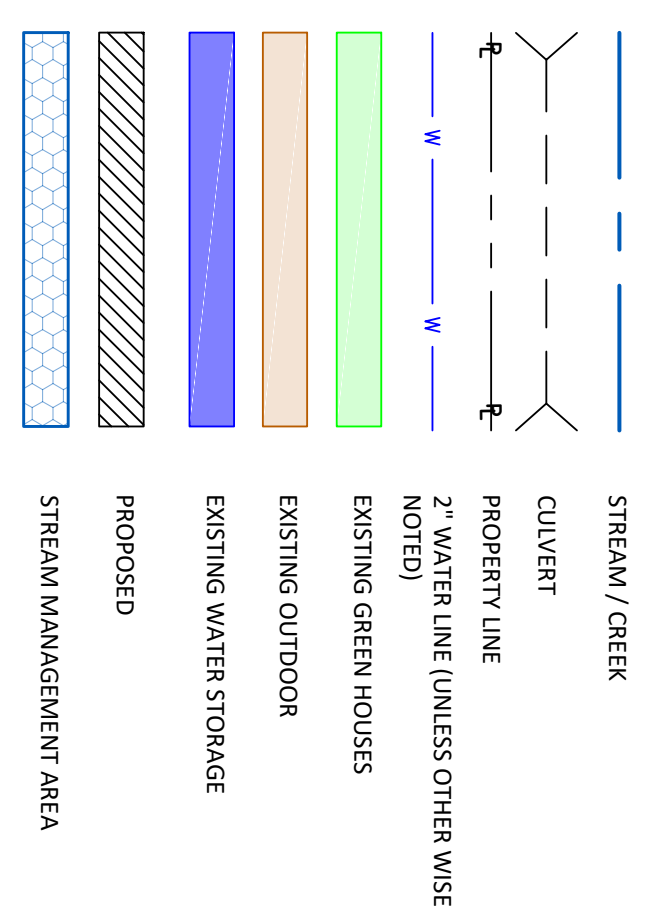 STREAM / CREEK
CULVERT
PL
PL
PROPERTY LINE
W
W
2" WATER LINE (UNLESS OTHER WISE
NOTED)
EXISTING GREEN HOUSES
EXISTING OUTDOOR
EXISTING WATER STORAGE
PROPOSED
STREAM MANAGEMENT AREA